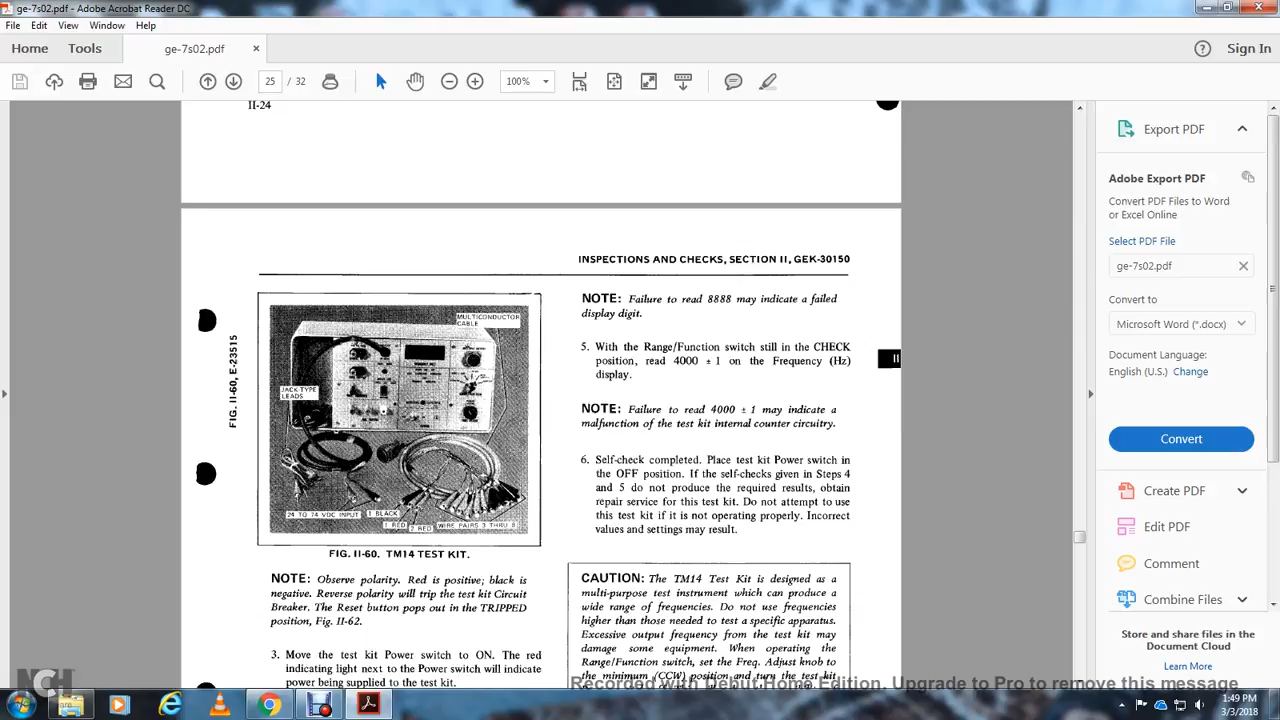 ge-7s02.pdf - Adobe Acrobat Reader DC
File Edit View Window Help
Home Tools ge-7s02.pdf × Sign In
25 / 32 100%
II-24
INSPECTIONS AND CHECKS, SECTION II, GEK-30150
FIG. II-60, E-23515
MULTICONDUCTOR
CABLE
JACK TYPE
LEADS
24 TO 74 VDC INPUT
1 BLACK
1 RED
2 RED
WIRE PAIRS 3 THRU 8
FIG. II-60. TM14 TEST KIT.
NOTE: Observe polarity. Red is positive; black is
negative. Reverse polarity will trip the test kit Circuit
Breaker. The Reset button pops out in the TRIPPED
position, Fig. II-62.
3. Move the test kit Power switch to ON. The red
indicating light next to the Power switch will indicate
power being supplied to the test kit.
NOTE: Failure to read 8888 may indicate a failed
display digit.
5. With the Range/Function switch still in the CHECK
position, read 4000 ± 1 on the Frequency (Hz)
display.
NOTE: Failure to read 4000 ± 1 may indicate a
malfunction of the test kit internal counter circuitry.
6. Self-check completed. Place test kit Power switch in
the OFF position. If the self-checks given in Steps 4
and 5 do not produce the required results, obtain
repair service for this test kit. Do not attempt to use
this test kit if it is not operating properly. Incorrect
values and settings may result.
CAUTION: The TM14 Test Kit is designed as a
multi-purpose test instrument which can produce a
wide range of frequencies. Do not use frequencies
higher than those needed to test a specific apparatus.
Excessive output frequency from the test kit may
damage some equipment. When operating the
Range/Function switch, set the Freq. Adjust knob to
the minimum (CCW) position and turn the test kit
II
Export PDF
Adobe Export PDF
Convert PDF Files to Word
or Excel Online
Select PDF File
ge-7s02.pdf
Convert to
Microsoft Word (*.docx)
Document Language:
English (U.S.) Change
Convert
Create PDF
Edit PDF
Comment
Combine Files
Store and share files in the
Document Cloud
Learn More
NCH
Recorded with Debut Home Edition. Upgrade to Pro to remove this message
1:49 PM
3/3/2018